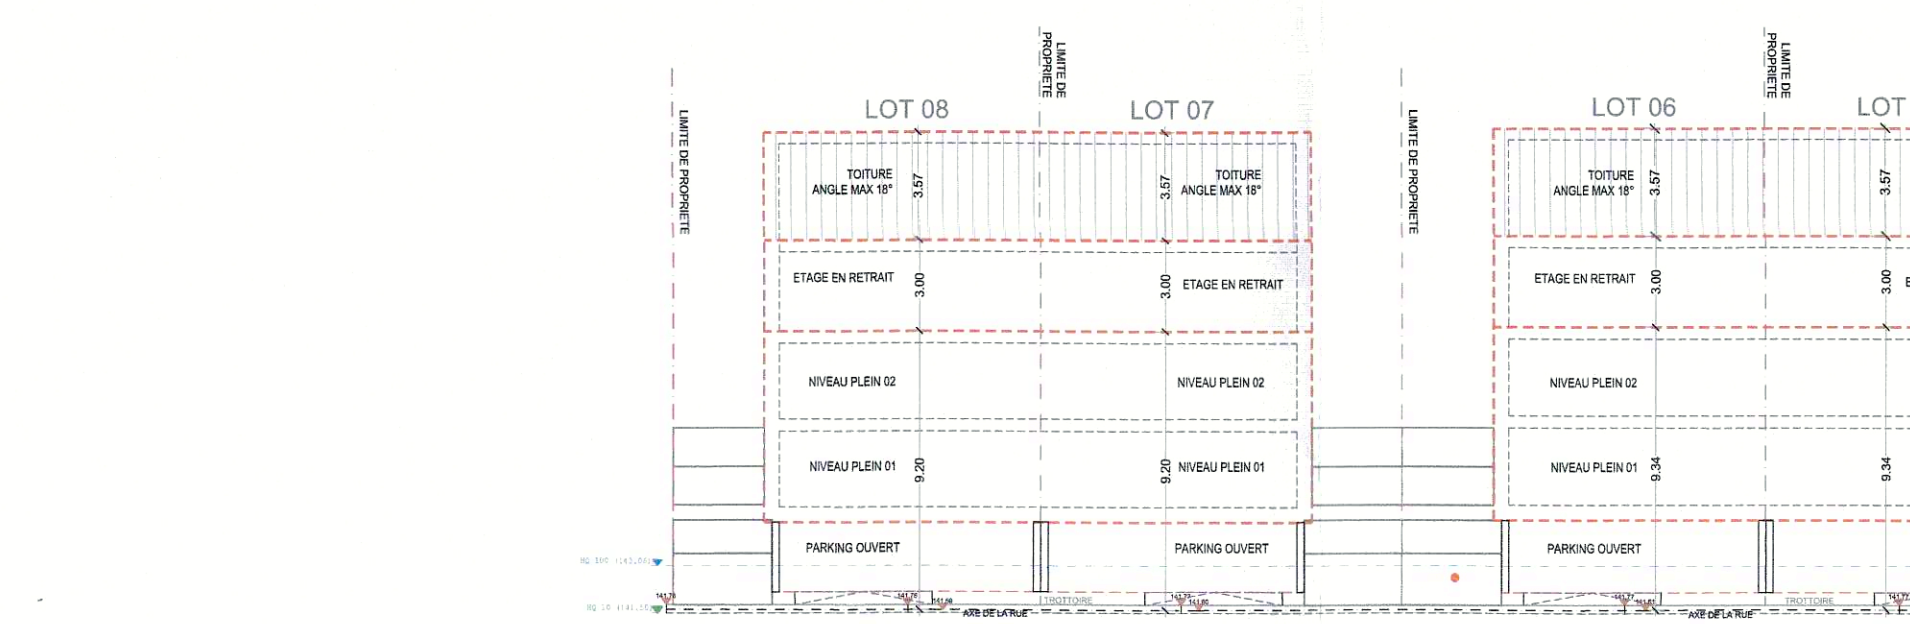 LIMITE DE
PROPRIETE
LIMITE DE
PROPRIETE
LOT 08
LOT 07
LOT 06
LOT
LIMITE DE PROPRIETE
LIMITE DE PROPRIETE
TOITURE
ANGLE MAX 18°
3.57
3.57
TOITURE
ANGLE MAX 18°
TOITURE
ANGLE MAX 18°
3.57
3.57
ETAGE EN RETRAIT
3.00
3.00
ETAGE EN RETRAIT
ETAGE EN RETRAIT
3.00
3.00
NIVEAU PLEIN 02
NIVEAU PLEIN 02
NIVEAU PLEIN 02
NIVEAU PLEIN 01
9.20
9.20
NIVEAU PLEIN 01
NIVEAU PLEIN 01
9.34
9.34
PARKING OUVERT
PARKING OUVERT
PARKING OUVERT
141.76
TROTTOIRE
TROTTOIRE
AXE DE LA RUE
AXE DE LA RUE